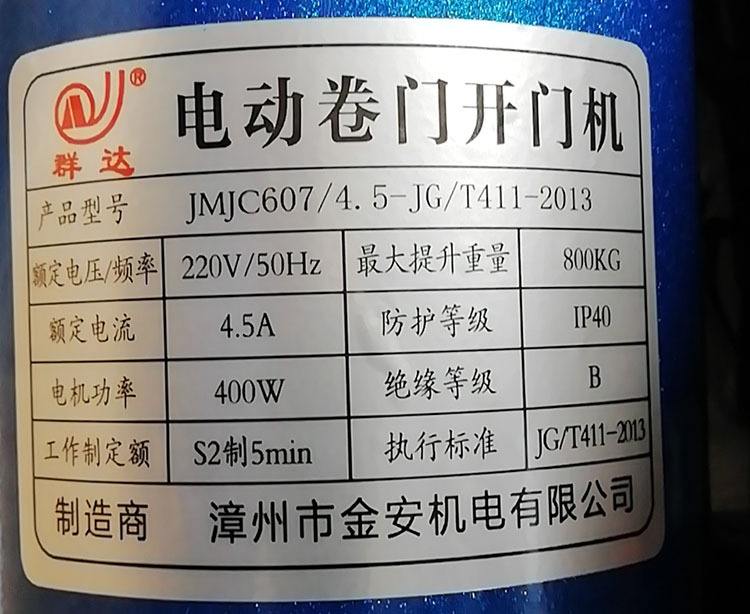 电动卷门开门机
®
群达
产品型号 JMJC607/4.5-JG/T411-2013
额定电压/频率 220V/50Hz 最大提升重量 800KG
额定电流 4.5A 防护等级 IP40
电机功率 400W 绝缘等级 B
工作制定额 S2制5min 执行标准 JG/T411-2013
制造商 漳州市金安机电有限公司